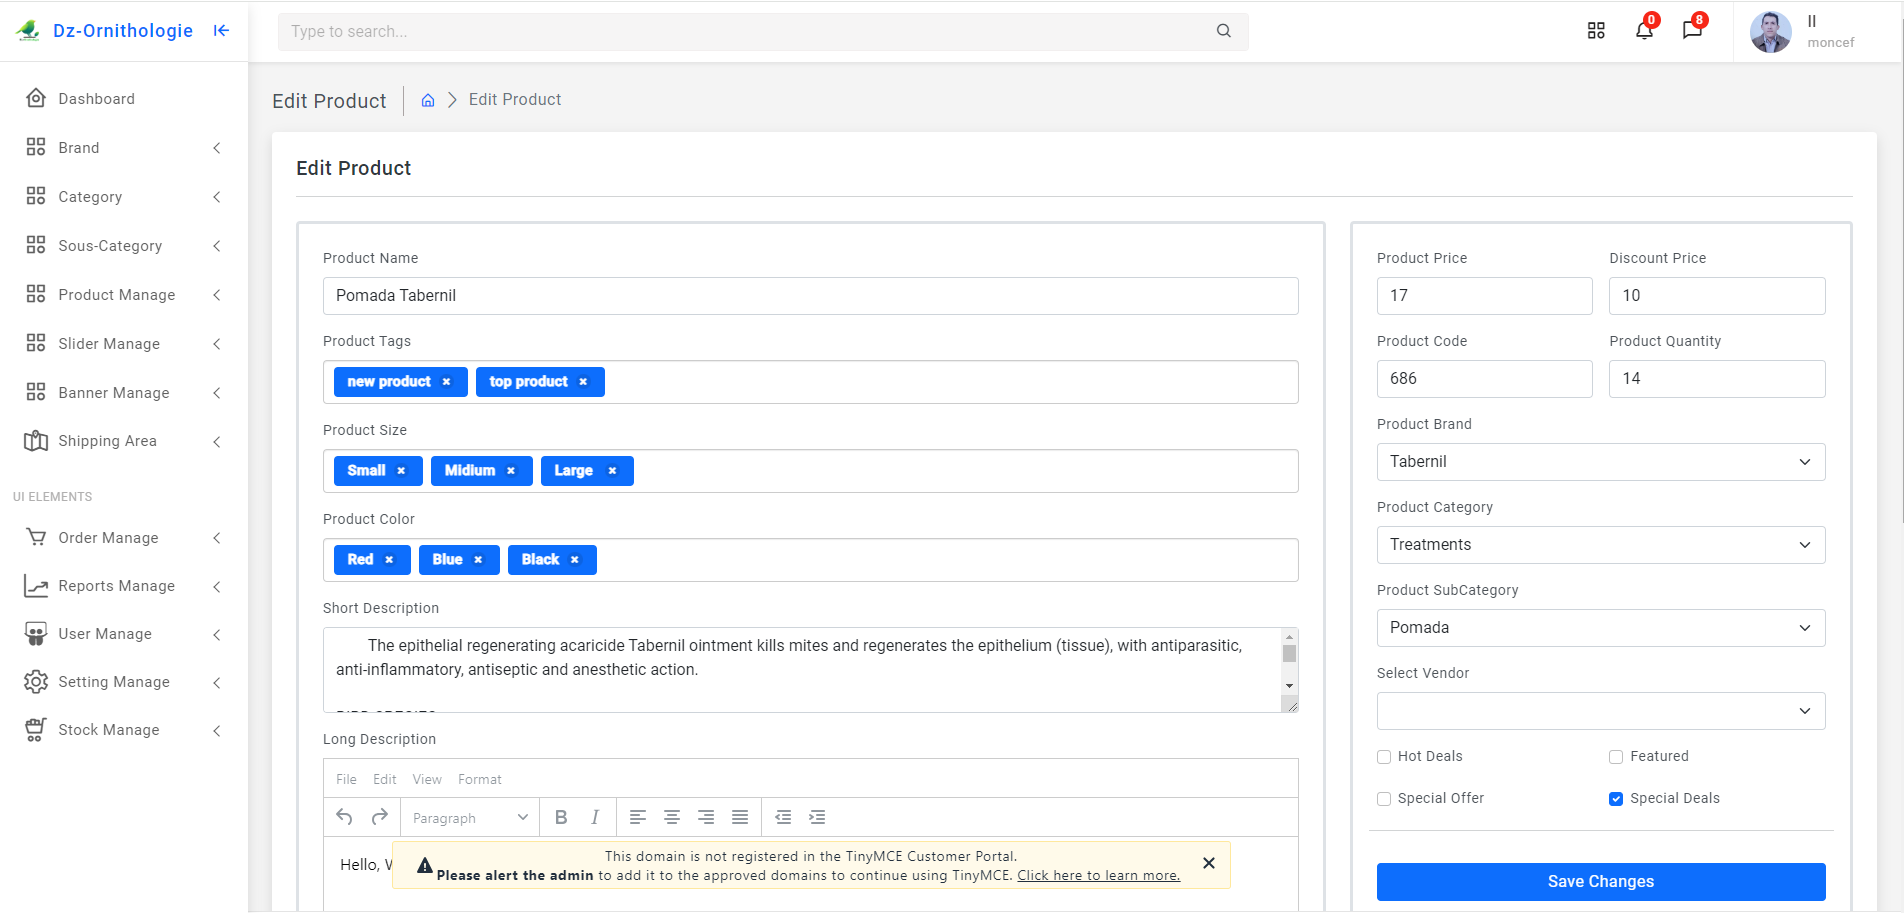 Dz-Ornithologie
Type to search...
0
8
ll
moncef
Dashboard
Brand
Category
Sous-Category
Product Manage
Slider Manage
Banner Manage
Shipping Area
UI ELEMENTS
Order Manage
Reports Manage
User Manage
Setting Manage
Stock Manage
Edit Product
Edit Product
Edit Product
Product Name
Pomada Tabernil
Product Tags
new product × top product ×
Product Size
Small × Midium × Large ×
Product Color
Red × Blue × Black ×
Short Description
The epithelial regenerating acaricide Tabernil ointment kills mites and regenerates the epithelium (tissue), with antiparasitic,
anti-inflammatory, antiseptic and anesthetic action.
Long Description
File Edit View Format
Paragraph B I
Hello,
This domain is not registered in the TinyMCE Customer Portal.
Please alert the admin to add it to the approved domains to continue using TinyMCE. Click here to learn more.
Product Price Discount Price
17 10
Product Code Product Quantity
686 14
Product Brand
Tabernil
Product Category
Treatments
Product SubCategory
Pomada
Select Vendor
Hot Deals Featured
Special Offer Special Deals
Save Changes